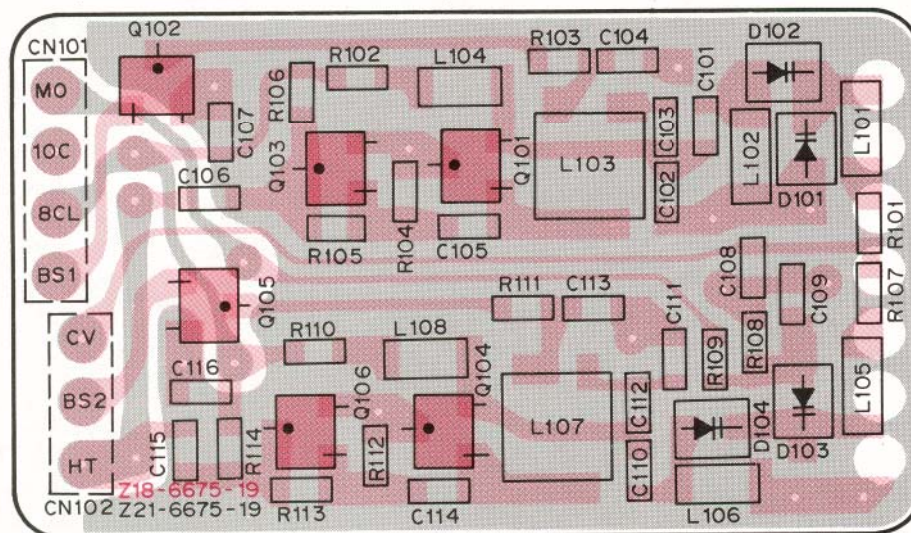 Q102
D102
CN101
R103
C104
R102
L104
C101
MO
R106
C107
C103
L101
10C
Q103
Q101
L103
L102
D101
C106
R104
C102
8CL
R101
R105
C105
BS1
C108
R107
C109
Q105
R111
C113
C111
CV
R110
L108
R109
R108
C116
Q106
Q104
BS2
C112
D104
L105
L107
D103
C115
R114
R112
C110
HT
Z18-6675-19
CN102
Z21-6675-19
R113
C114
L106